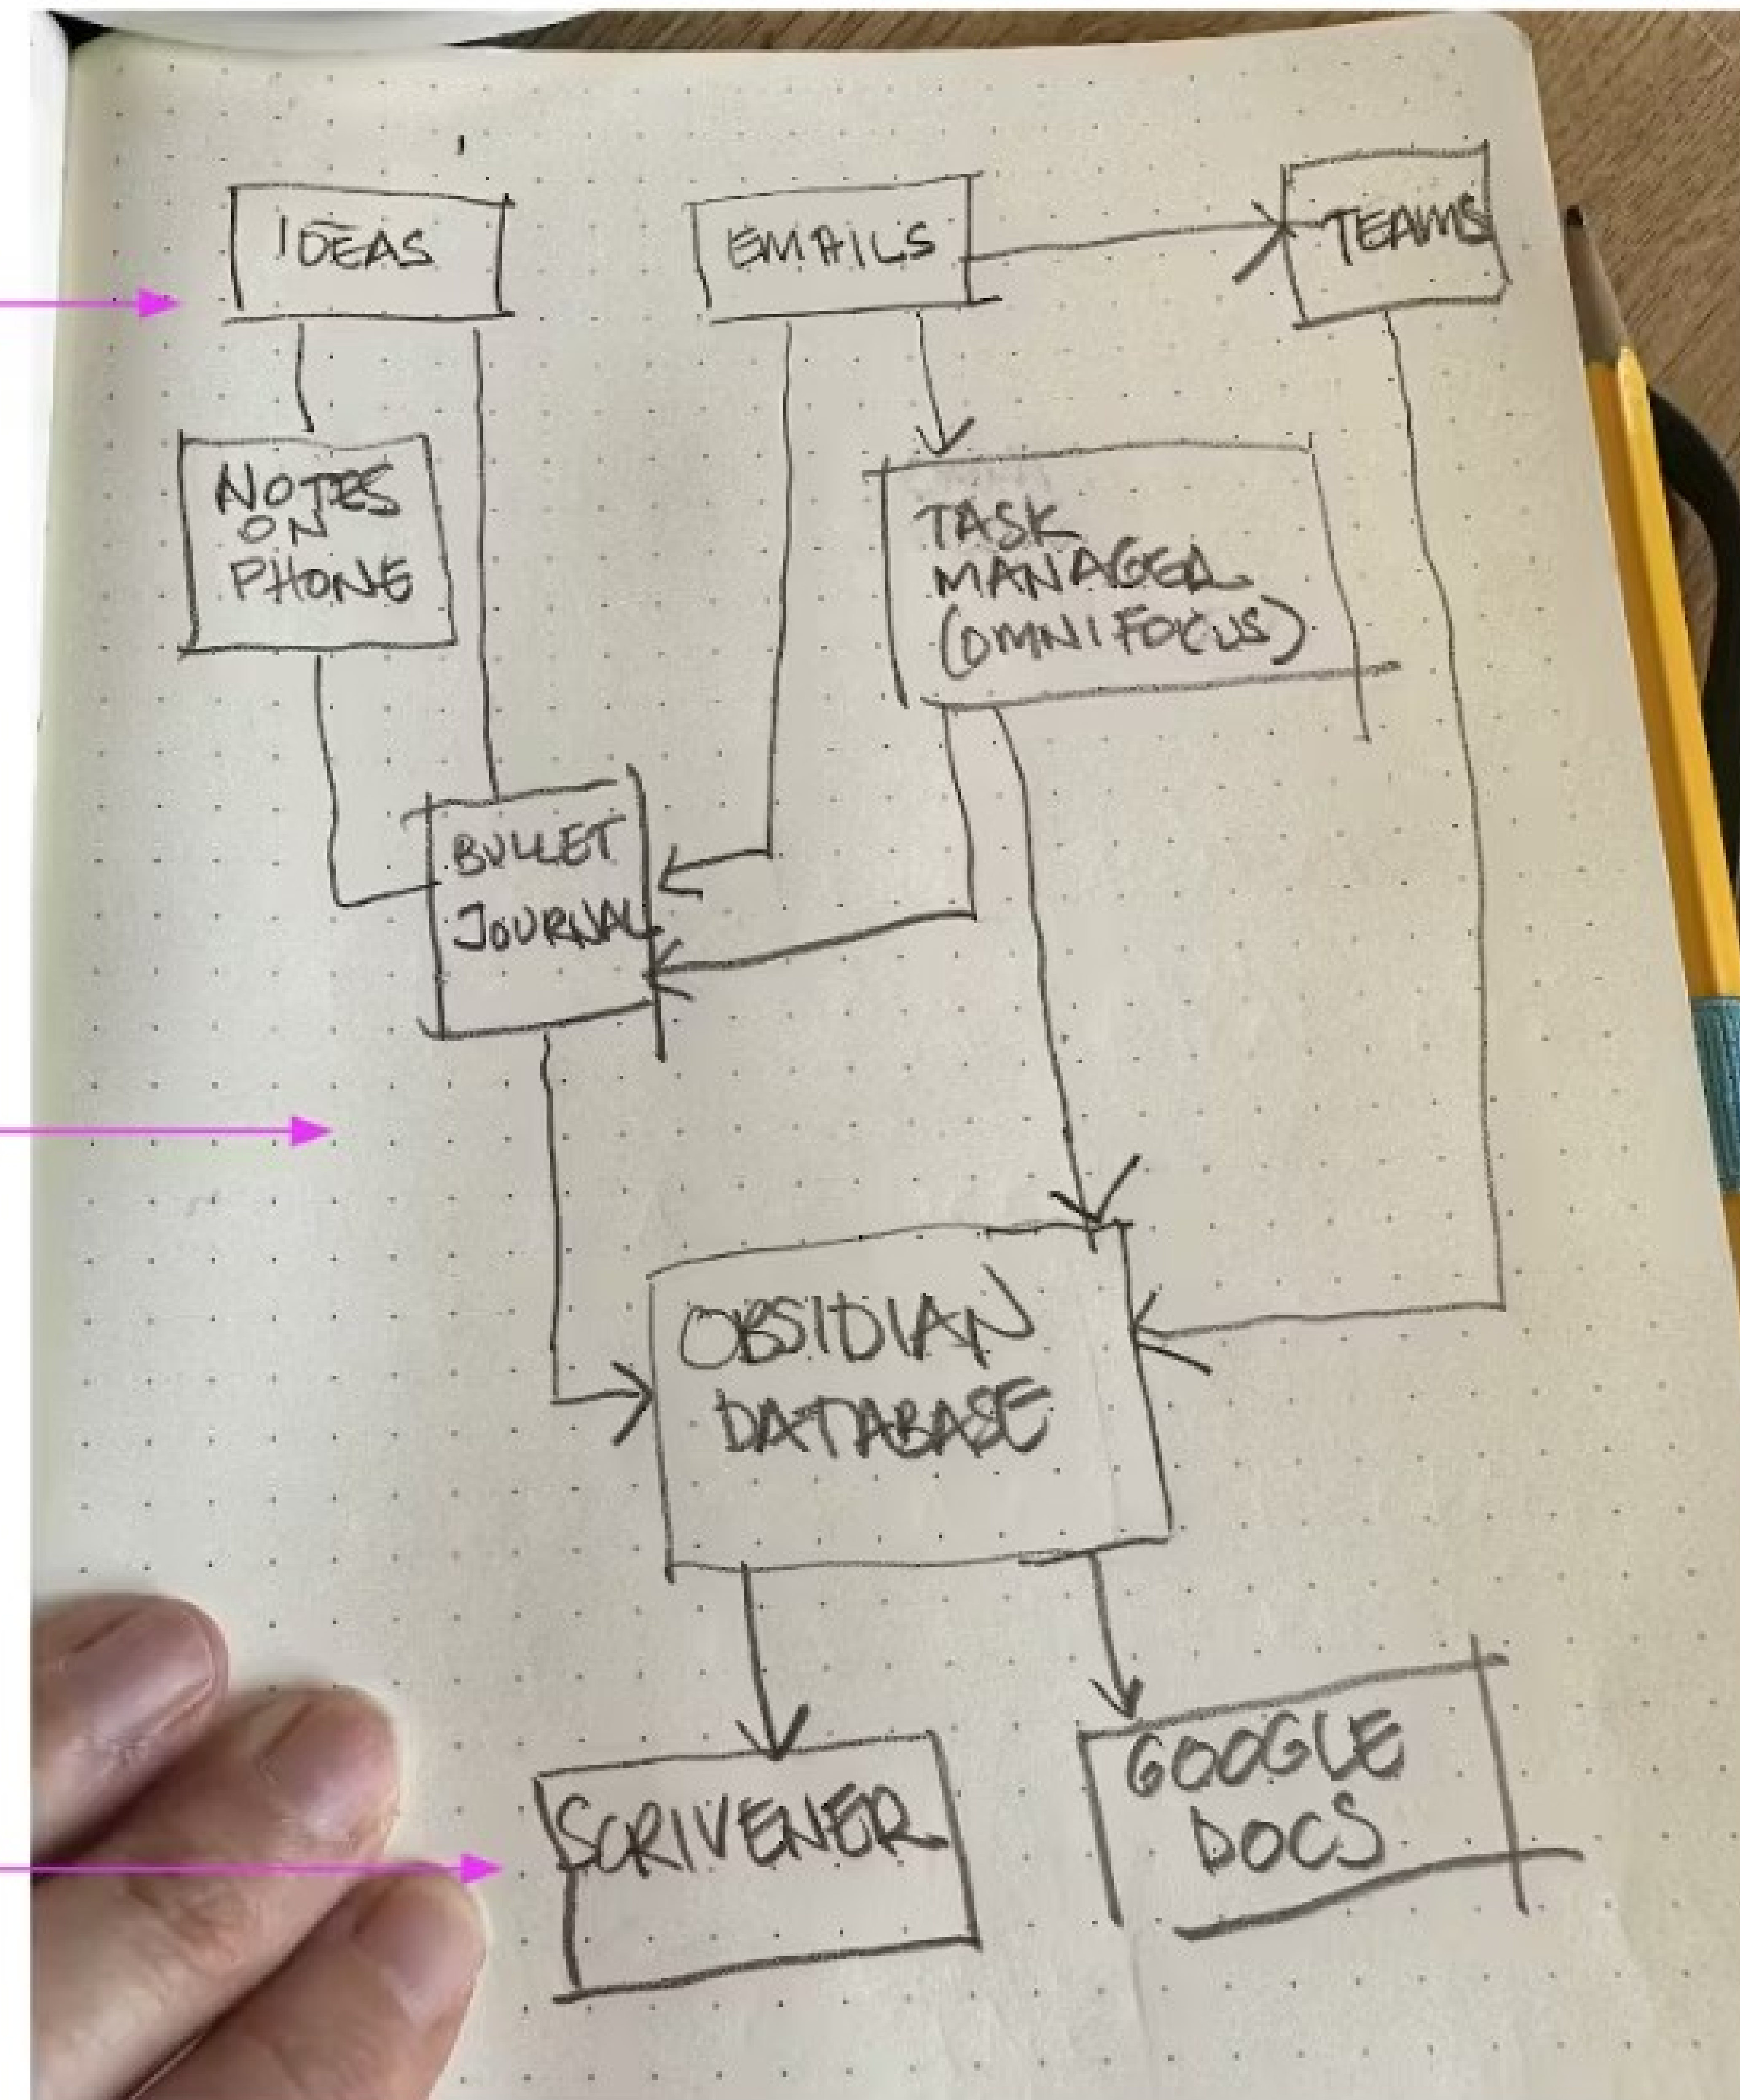 IDEAS
EMAILS
TEAMS
NOTES
ON
PHONE
TASK
MANAGER
(OMNIFOCUS)
BULLET
JOURNAL
OBSIDIAN
DATABASE
SCRIVENER
GOOGLE
DOCS